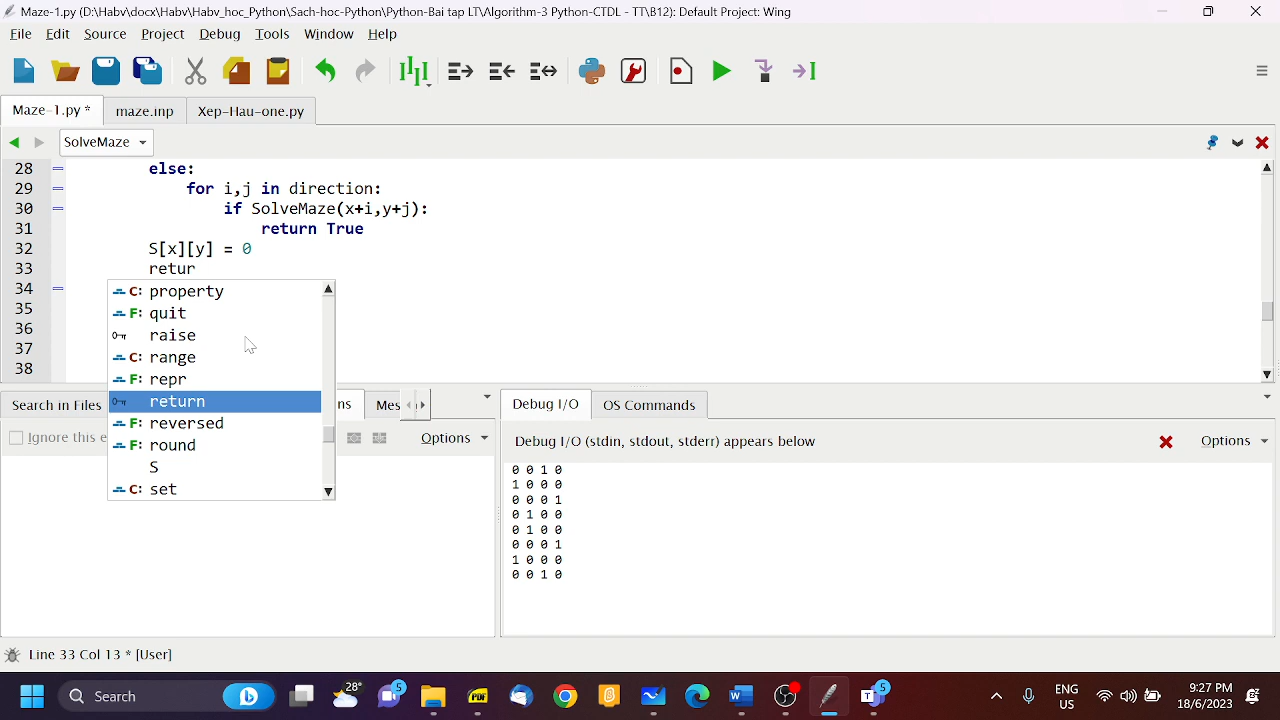 Maze-1.py (D:\Habv\docx\Habv\Habv_hoc_Python\Sach-hoc-Python\Python-Bai tap LT\Algorithm-3 Python-CTDL - TT\B12): Default Project: Wing
File Edit Source Project Debug Tools Window Help
Maze-1.py * maze.inp Xep-Hau-one.py
SolveMaze
28 else:
29 for i,j in direction:
30 if SolveMaze(x+i,y+j):
31 return True
32 S[x][y] = 0
33 retur
34
35
36
37
38
C: property
F: quit
raise
C: range
F: repr
return
F: reversed
F: round
S
C: set
Search in Files ns Mes Debug I/O OS Commands
Ignore this e Options Debug I/O (stdin, stdout, stderr) appears below Options
0 0 1 0
1 0 0 0
0 0 0 1
0 1 0 0
0 1 0 0
0 0 0 1
1 0 0 0
0 0 1 0
Line 33 Col 13 * [User]
Search 28° 5 PDF 5 ENG US 9:27 PM 18/6/2023